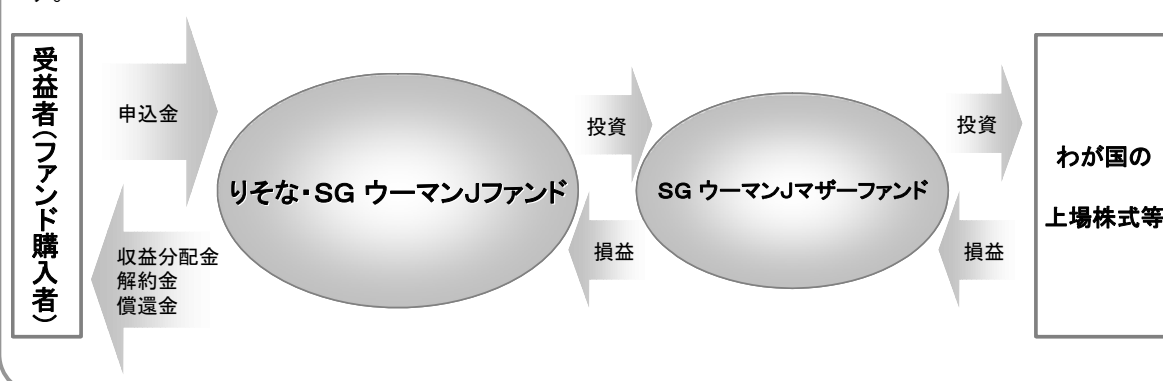 す。
受益者（ファンド購入者）
申込金
収益分配金
解約金
償還金
りそな・SG ウーマンJファンド
投資
損益
SG ウーマンJマザーファンド
投資
損益
わが国の
上場株式等